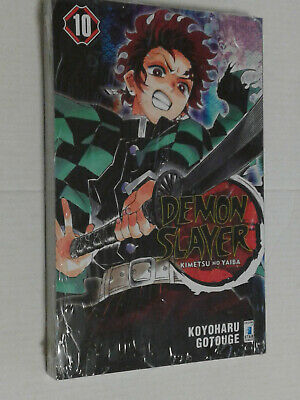 10
DEMON
SLAYER
KIMETSU NO YAIBA
KOYOHARU
GOTOUGE